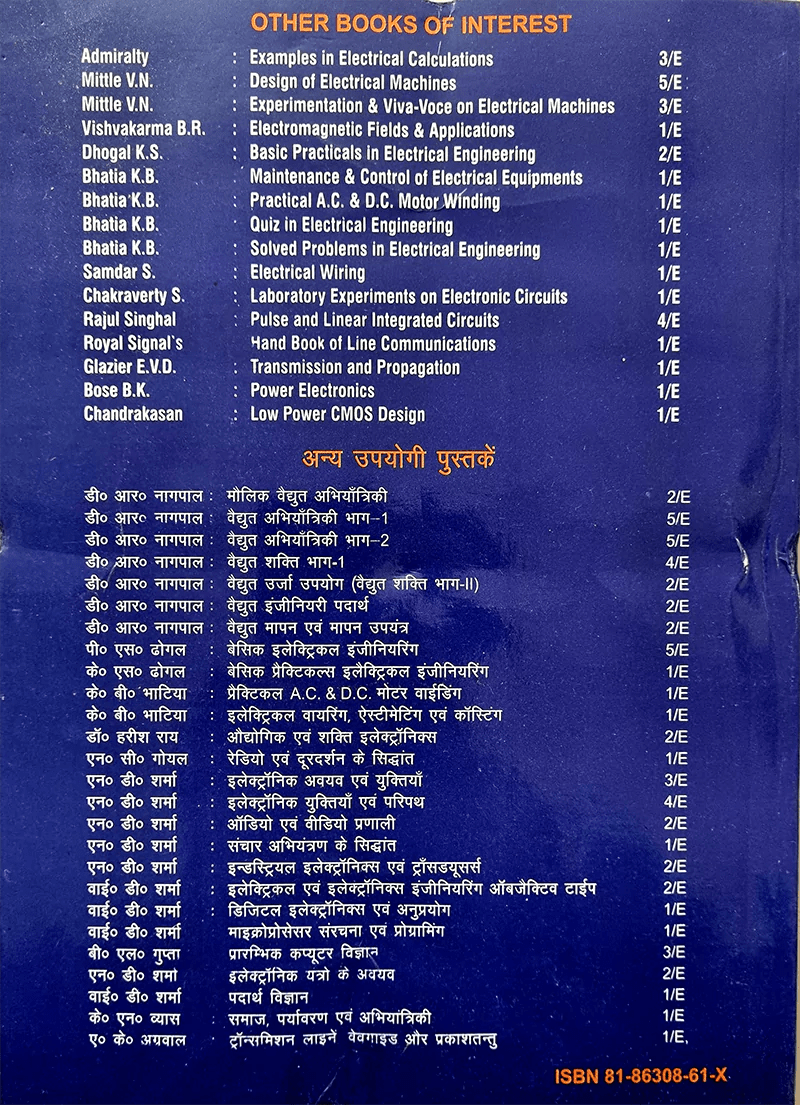 OTHER BOOKS OF INTEREST
Admiralty : Examples in Electrical Calculations 3/E
Mittle V.N. : Design of Electrical Machines 5/E
Mittle V.N. : Experimentation & Viva-Voce on Electrical Machines 3/E
Vishvakarma B.R. : Electromagnetic Fields & Applications 1/E
Dhogal K.S. : Basic Practicals in Electrical Engineering 2/E
Bhatia K.B. : Maintenance & Control of Electrical Equipments 1/E
Bhatia K.B. : Practical A.C. & D.C. Motor Winding 1/E
Bhatia K.B. : Quiz in Electrical Engineering 1/E
Bhatia K.B. : Solved Problems in Electrical Engineering 1/E
Samdar S. : Electrical Wiring 1/E
Chakraverty S. : Laboratory Experiments on Electronic Circuits 1/E
Rajul Singhal : Pulse and Linear Integrated Circuits 4/E
Royal Signal`s : Hand Book of Line Communications 1/E
Glazier E.V.D. : Transmission and Propagation 1/E
Bose B.K. : Power Electronics 1/E
Chandrakasan : Low Power CMOS Design 1/E
अन्य उपयोगी पुस्तकें
डी० आर० नागपाल : मौलिक वैद्युत अभियाँत्रिकी 2/E
डी० आर० नागपाल : वैद्युत अभियाँत्रिकी भाग–1 5/E
डी० आर० नागपाल : वैद्युत अभियाँत्रिकी भाग–2 5/E
डी० आर० नागपाल : वैद्युत शक्ति भाग-1 4/E
डी० आर० नागपाल : वैद्युत उर्जा उपयोग (वैद्युत शक्ति भाग-II) 2/E
डी० आर० नागपाल : वैद्युत इंजीनियरी पदार्थ 2/E
डी० आर० नागपाल : वैद्युत मापन एवं मापन उपयंत्र 2/E
पी० एस० ढोगल : बेसिक इलेक्ट्रिकल इंजीनियरिंग 5/E
के० एस० ढोगल : बेसिक प्रैक्टिकल्स इलैक्ट्रिकल इंजीनियरिंग 1/E
के० बी० भाटिया : प्रैक्टिकल A.C. & D.C. मोटर वाईडिंग 1/E
के० बी० भाटिया : इलेक्ट्रिकल वायरिंग, ऐस्टीमेटिंग एवं कॉस्टिंग 1/E
डॉ० हरीश राय : औद्योगिक एवं शक्ति इलेक्ट्रॉनिक्स 2/E
एन० सी० गोयल : रेडियो एवं दूरदर्शन के सिद्धांत 1/E
एन० डी० शर्मा : इलेक्ट्रॉनिक अवयव एवं युक्तियाँ 3/E
एन० डी० शर्मा : इलेक्ट्रॉनिक युक्तियाँ एवं परिपथ 4/E
एन० डी० शर्मा : ऑडियो एवं वीडियो प्रणाली 2/E
एन० डी० शर्मा : संचार अभियंत्रण के सिद्धांत 1/E
एन० डी० शर्मा : इन्डस्ट्रियल इलेक्ट्रॉनिक्स एवं ट्राँसडयूसर्स 2/E
वाई० डी० शर्मा : इलेक्ट्रिकल एवं इलेक्ट्रॉनिक्स इंजीनियरिंग ऑबजैक्टिव टाईप 2/E
वाई० डी० शर्मा : डिजिटल इलेक्ट्रॉनिक्स एवं अनुप्रयोग 1/E
वाई० डी० शर्मा : माइक्रोप्रोसेसर संरचना एवं प्रोग्रामिंग 1/E
बी० एल० गुप्ता : प्रारम्भिक कप्यूटर विज्ञान 3/E
एन० डी० शर्मा : इलेक्ट्रॉनिक यंत्रो के अवयव 2/E
वाई० डी० शर्मा : पदार्थ विज्ञान 1/E
के० एन० व्यास : समाज, पर्यावरण एवं अभियांत्रिकी 1/E
ए० के० अग्रवाल : ट्रॉन्समिशन लाइनें वेवगाइड और प्रकाशतन्तु 1/E
ISBN 81-86308-61-X